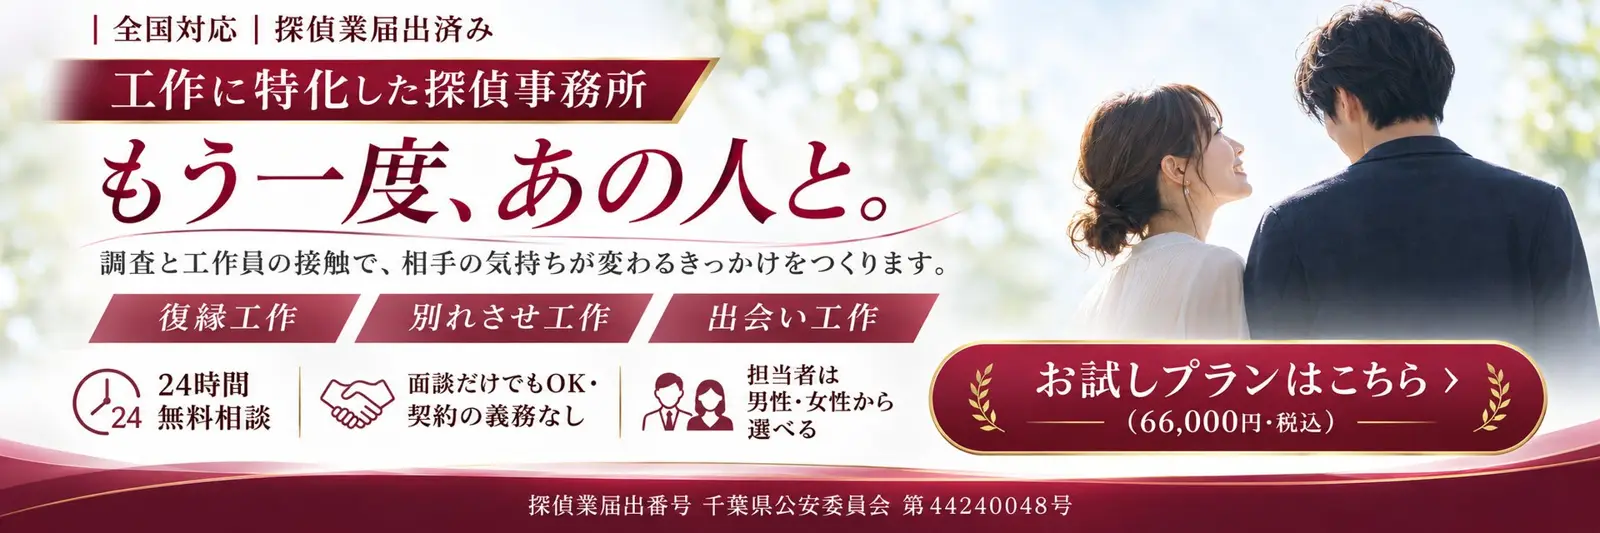 | 全国対応 | 探偵業届出済み
工作に特化した探偵事務所
もう一度、あの人と。
調査と工作員の接触で、相手の気持ちが変わるきっかけをつくります。
復縁工作
別れさせ工作
出会い工作
24
24時間
無料相談
面談だけでもOK・
契約の義務なし
担当者は
男性・女性から
選べる
お試しプランはこちら
（66,000円・税込）
探偵業届出番号 千葉県公安委員会 第44240048号